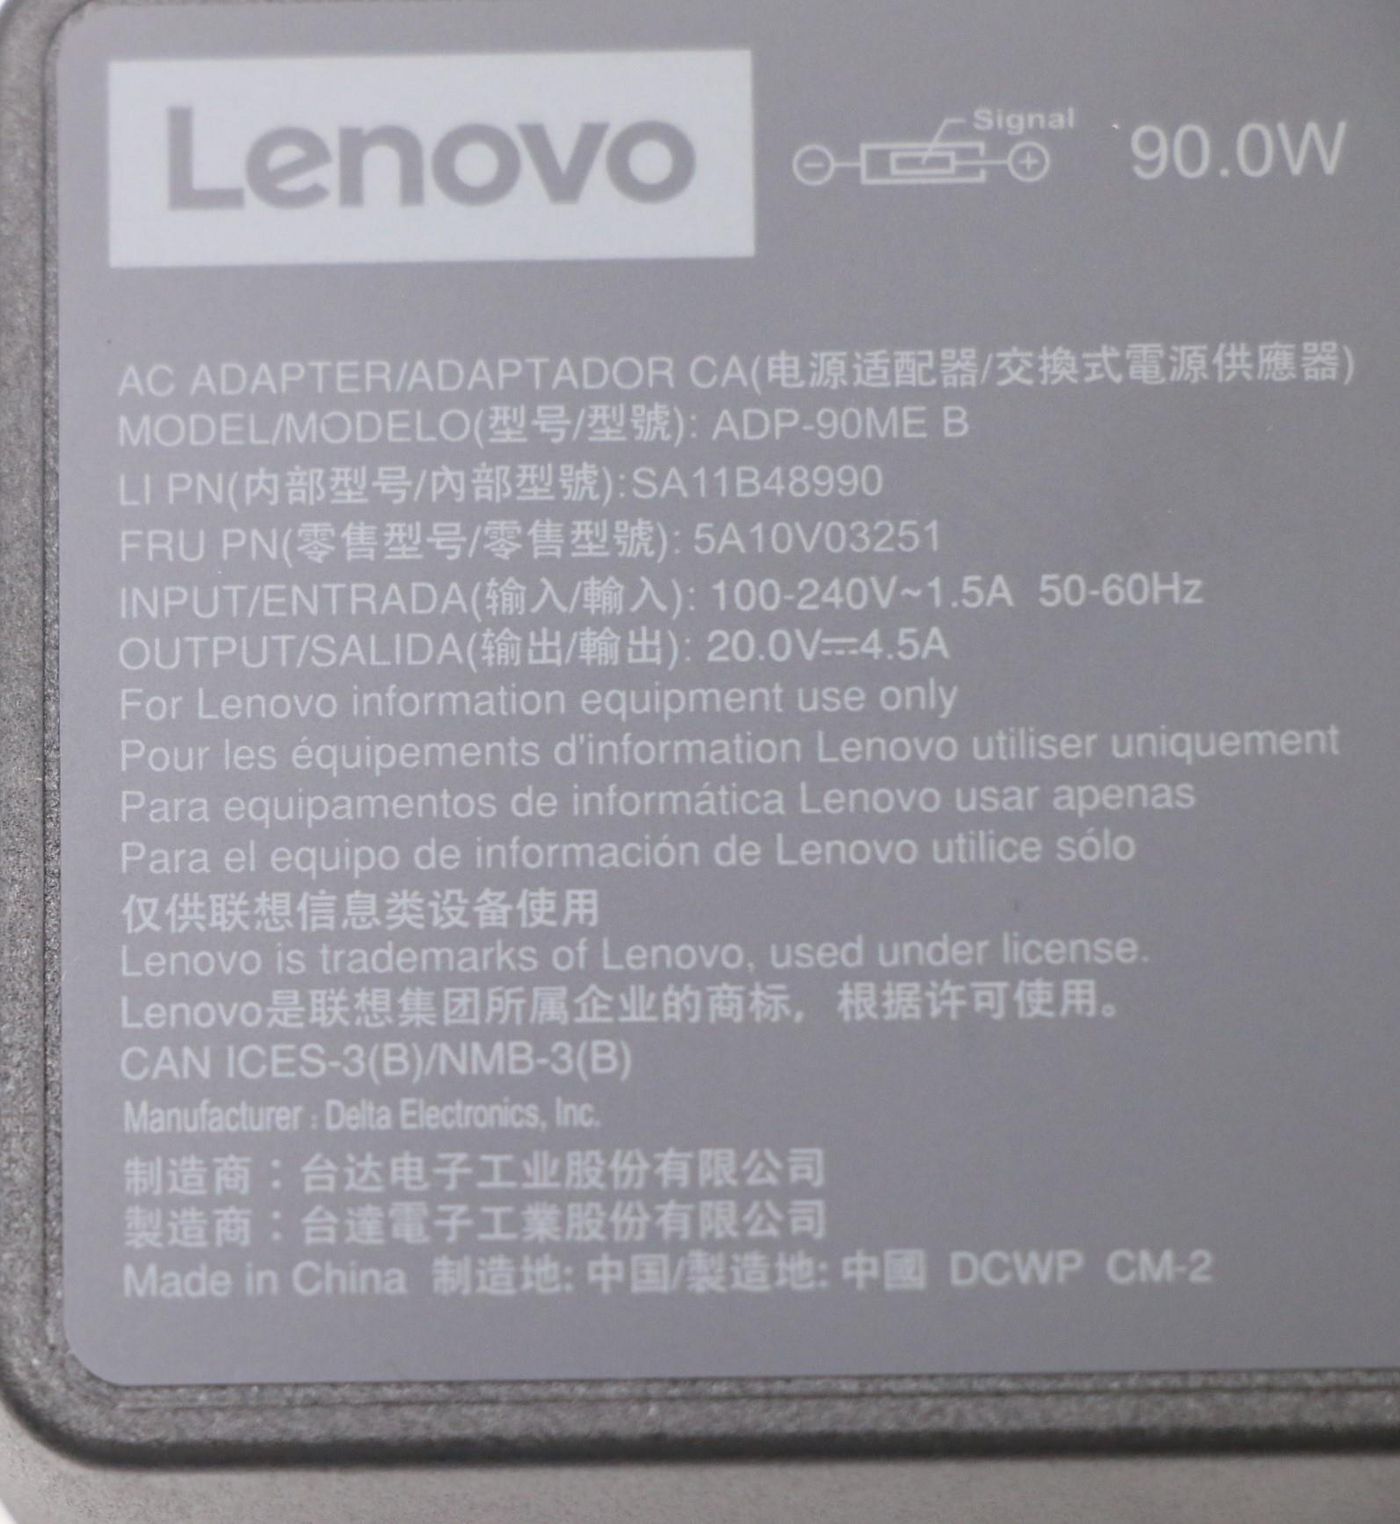 Lenovo
Signal
90.0W
AC ADAPTER/ADAPTADOR CA(电源适配器/交換式電源供應器)
MODEL/MODELO(型号/型號): ADP-90ME B
LI PN(内部型号/內部型號):SA11B48990
FRU PN(零售型号/零售型號): 5A10V03251
INPUT/ENTRADA(输入/輸入): 100-240V~1.5A 50-60Hz
OUTPUT/SALIDA(输出/輸出): 20.0V⎓4.5A
For Lenovo information equipment use only
Pour les équipements d'information Lenovo utiliser uniquement
Para equipamentos de informática Lenovo usar apenas
Para el equipo de información de Lenovo utilice sólo
仅供联想信息类设备使用
Lenovo is trademarks of Lenovo, used under license.
Lenovo是联想集团所属企业的商标，根据许可使用。
CAN ICES-3(B)/NMB-3(B)
Manufacturer : Delta Electronics, Inc.
制造商：台达电子工业股份有限公司
製造商：台達電子工業股份有限公司
Made in China 制造地: 中国/製造地: 中國 DCWP CM-2